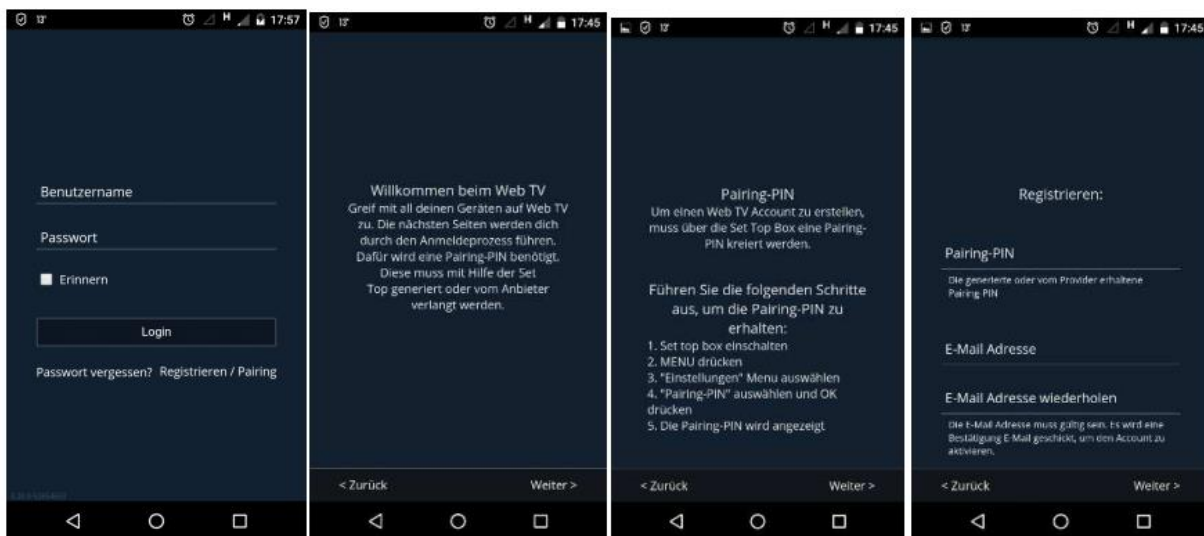 13°
H
17:57
Benutzername
Passwort
Erinnern
Login
Passwort vergessen? Registrieren / Pairing
13°
H
17:45
Willkommen beim Web TV
Greif mit all deinen Geräten auf Web TV
zu. Die nächsten Seiten werden dich
durch den Anmeldeprozess führen.
Dafür wird eine Pairing-PIN benötigt.
Diese muss mit Hilfe der Set
Top generiert oder vom Anbieter
verlangt werden.
< Zurück
Weiter >
13°
H
17:45
Pairing-PIN
Um einen Web TV Account zu erstellen,
muss über die Set Top Box eine Pairing-
PIN kreiert werden.
Führen Sie die folgenden Schritte
aus, um die Pairing-PIN zu
erhalten:
1. Set top box einschalten
2. MENU drücken
3. "Einstellungen" Menu auswählen
4. "Pairing-PIN" auswählen und OK
drücken
5. Die Pairing-PIN wird angezeigt
< Zurück
Weiter >
13°
H
17:45
Registrieren:
Pairing-PIN
Die generierte oder vom Provider erhaltene
Pairing PIN
E-Mail Adresse
E-Mail Adresse wiederholen
Die E-Mail Adresse muss gültig sein. Es wird eine
Bestätigung E-Mail geschickt, um den Account zu
aktivieren.
< Zurück
Weiter >